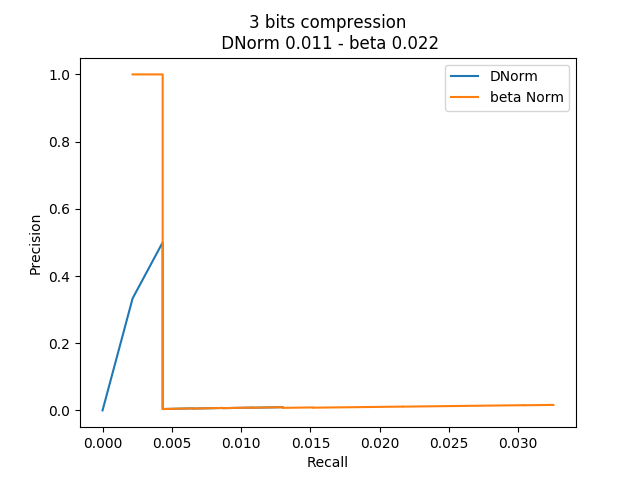 3 bits compression
DNorm 0.011 - beta 0.022
DNorm
beta Norm
Precision
1.0
0.8
0.6
0.4
0.2
0.0
0.000 0.005 0.010 0.015 0.020 0.025 0.030
Recall